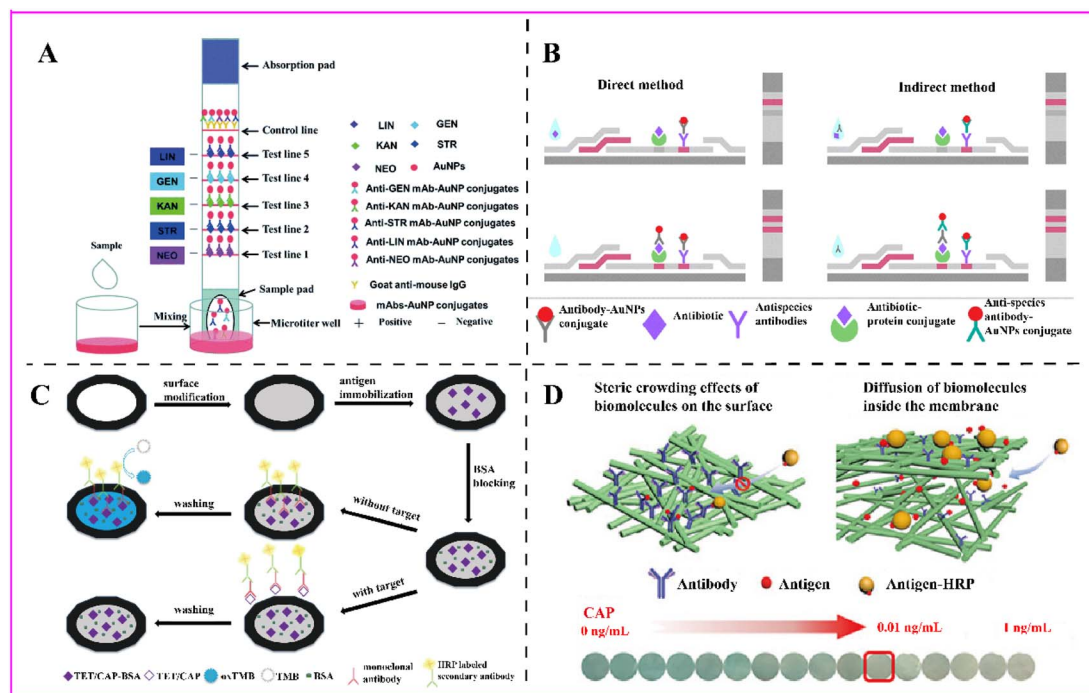 A
Absorption pad
Control line
Test line 5
Test line 4
Test line 3
Test line 2
Test line 1
Sample pad
Microtiter well
LIN
GEN
KAN
STR
NEO
Sample
Mixing
LIN GEN
KAN STR
NEO AuNPs
Anti-GEN mAb-AuNP conjugates
Anti-KAN mAb-AuNP conjugates
Anti-STR mAb-AuNP conjugates
Anti-LIN mAb-AuNP conjugates
Anti-NEO mAb-AuNP conjugates
Goat anti-mouse IgG
mAbs-AuNP conjugates
+ Positive − Negative
B
Direct method
Indirect method
Antibody-AuNPs
conjugate
Antibiotic
Antispecies
antibodies
Antibiotic-
protein conjugate
Anti-species
antibody-
AuNPs conjugate
C
surface
modification
antigen
immobilization
BSA
blocking
without target
washing
with target
washing
TET/CAP-BSA
TET/CAP
oxTMB
TMB
BSA
monoclonal
antibody
HRP labeled
secondary antibody
D
Steric crowding effects of
biomolecules on the surface
Diffusion of biomolecules
inside the membrane
Antibody
Antigen
Antigen-HRP
CAP
0 ng/mL
0.01 ng/mL
1 ng/mL